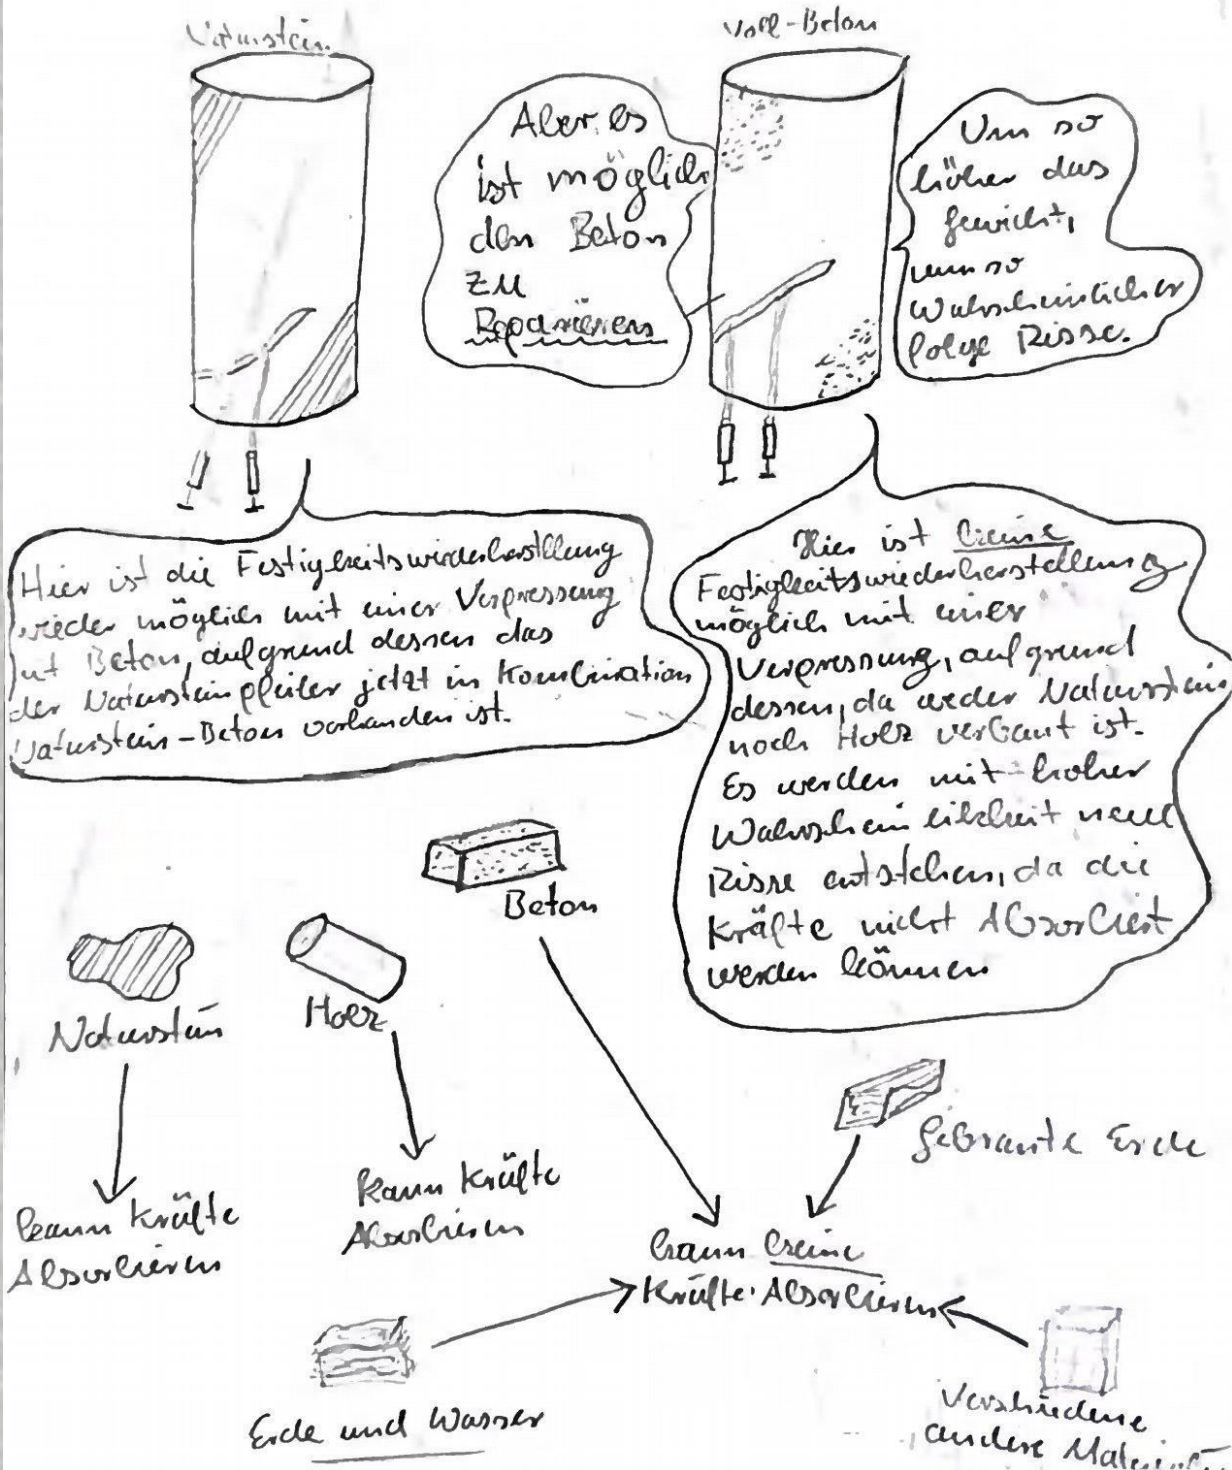 Naturstein
Voll-Beton
Aber es
ist möglich
den Beton
zu
Reparieren
Um so
höher das
Gewicht,
um so
Wahrscheinlicher
folge Risse.
Hier ist die Festigkeitswiederherstellung
wieder möglich mit einer Verpressung
mit Beton, aufgrund dessen das
der Natursteinpfeiler jetzt in Kombination
Naturstein-Beton vorhanden ist.
Hier ist keine
Festigkeitswiederherstellung
möglich mit einer
Verpressung, aufgrund
dessen, da weder Naturstein
noch Holz verbaut ist.
Es werden mit hoher
Wahrscheinlichkeit neue
Risse entstehen, da die
Kräfte nicht Absorbiert
werden können
Beton
Naturstein
Holz
Gebrante Erde
kann Kräfte
Absorbieren
kann Kräfte
Absorbieren
kann keine
Kräfte Absorbieren
Erde und Wasser
Verschiedene
andere